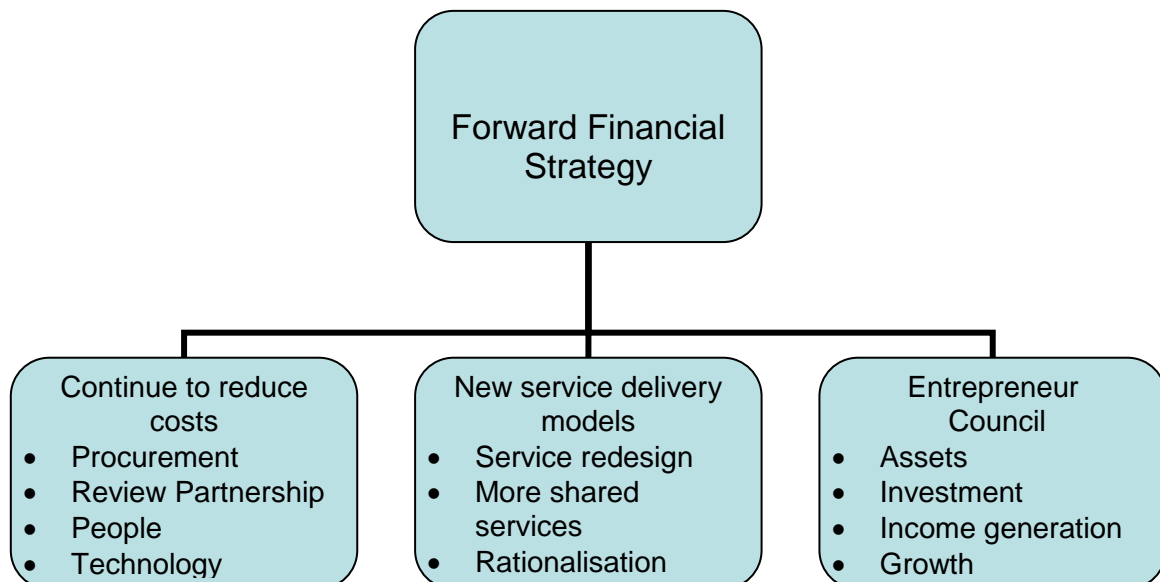 Forward Financial
Strategy
Continue to reduce
costs
• Procurement
• Review Partnership
• People
• Technology
New service delivery
models
• Service redesign
• More shared
services
• Rationalisation
Entrepreneur
Council
• Assets
• Investment
• Income generation
• Growth